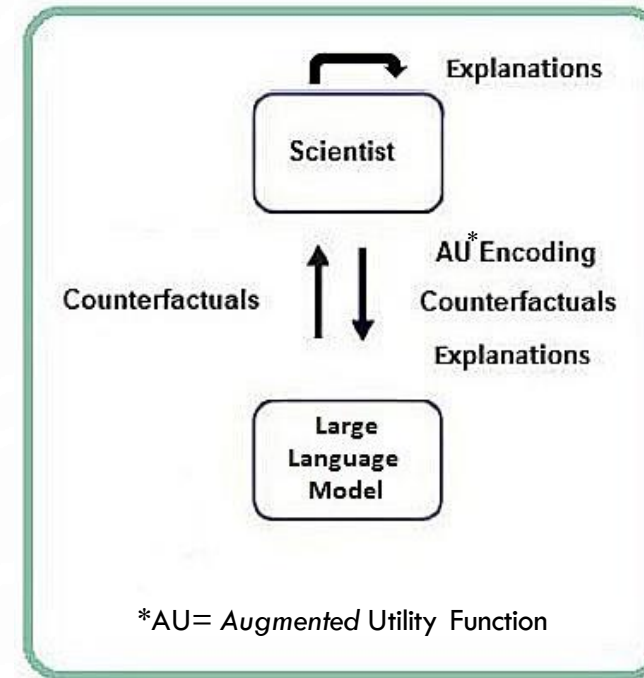 Explanations
Scientist
AU* Encoding
Counterfactuals
Counterfactuals
Explanations
Large
Language
Model
*AU= Augmented Utility Function